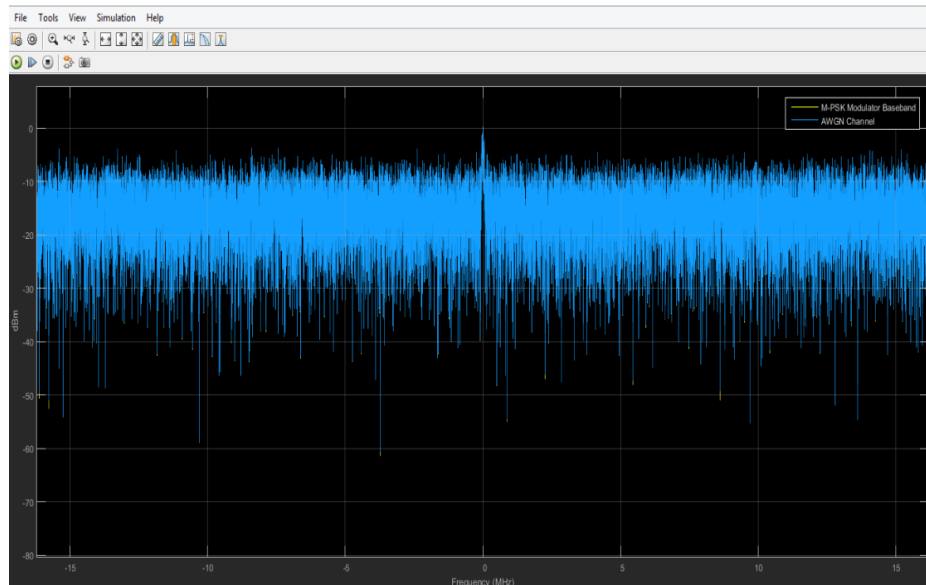 File Tools View Simulation Help
M-PSK Modulator Baseband
AWGN Channel
0
-10
-20
-30
-40
-50
-60
-70
-80
dBm
-15 -10 -5 0 5 10 15
Frequency (MHz)